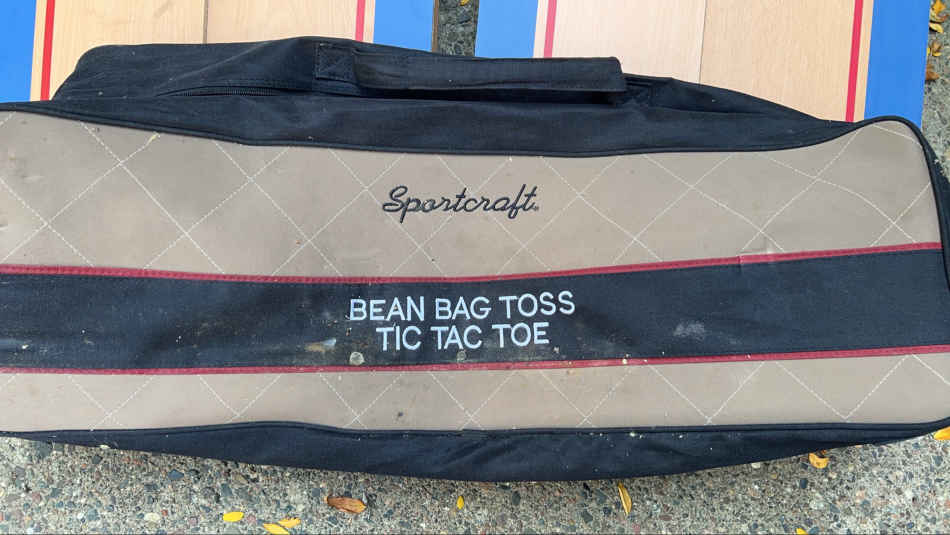 Sportcraft
BEAN BAG TOSS
TIC TAC TOE